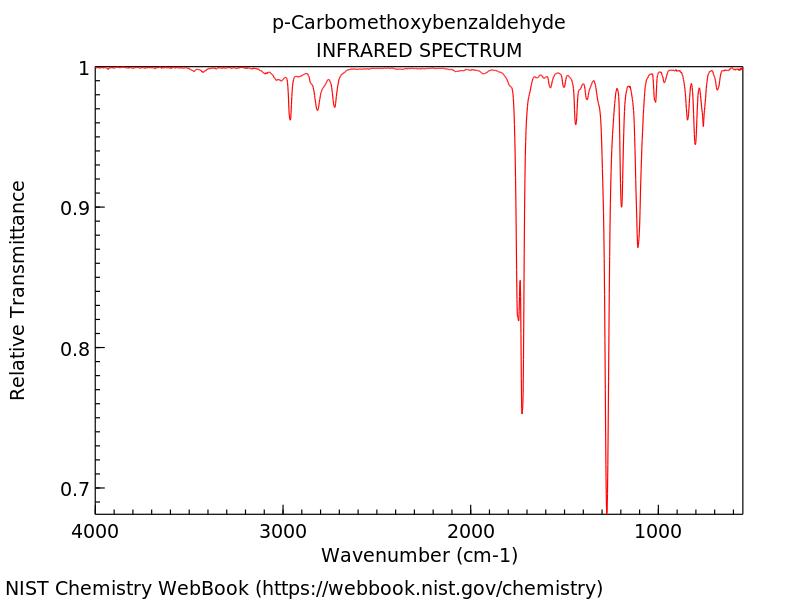 p-Carbomethoxybenzaldehyde
INFRARED SPECTRUM
1
0.9
0.8
0.7
Relative Transmittance
4000 3000 2000 1000
Wavenumber (cm-1)
NIST Chemistry WebBook (https://webbook.nist.gov/chemistry)